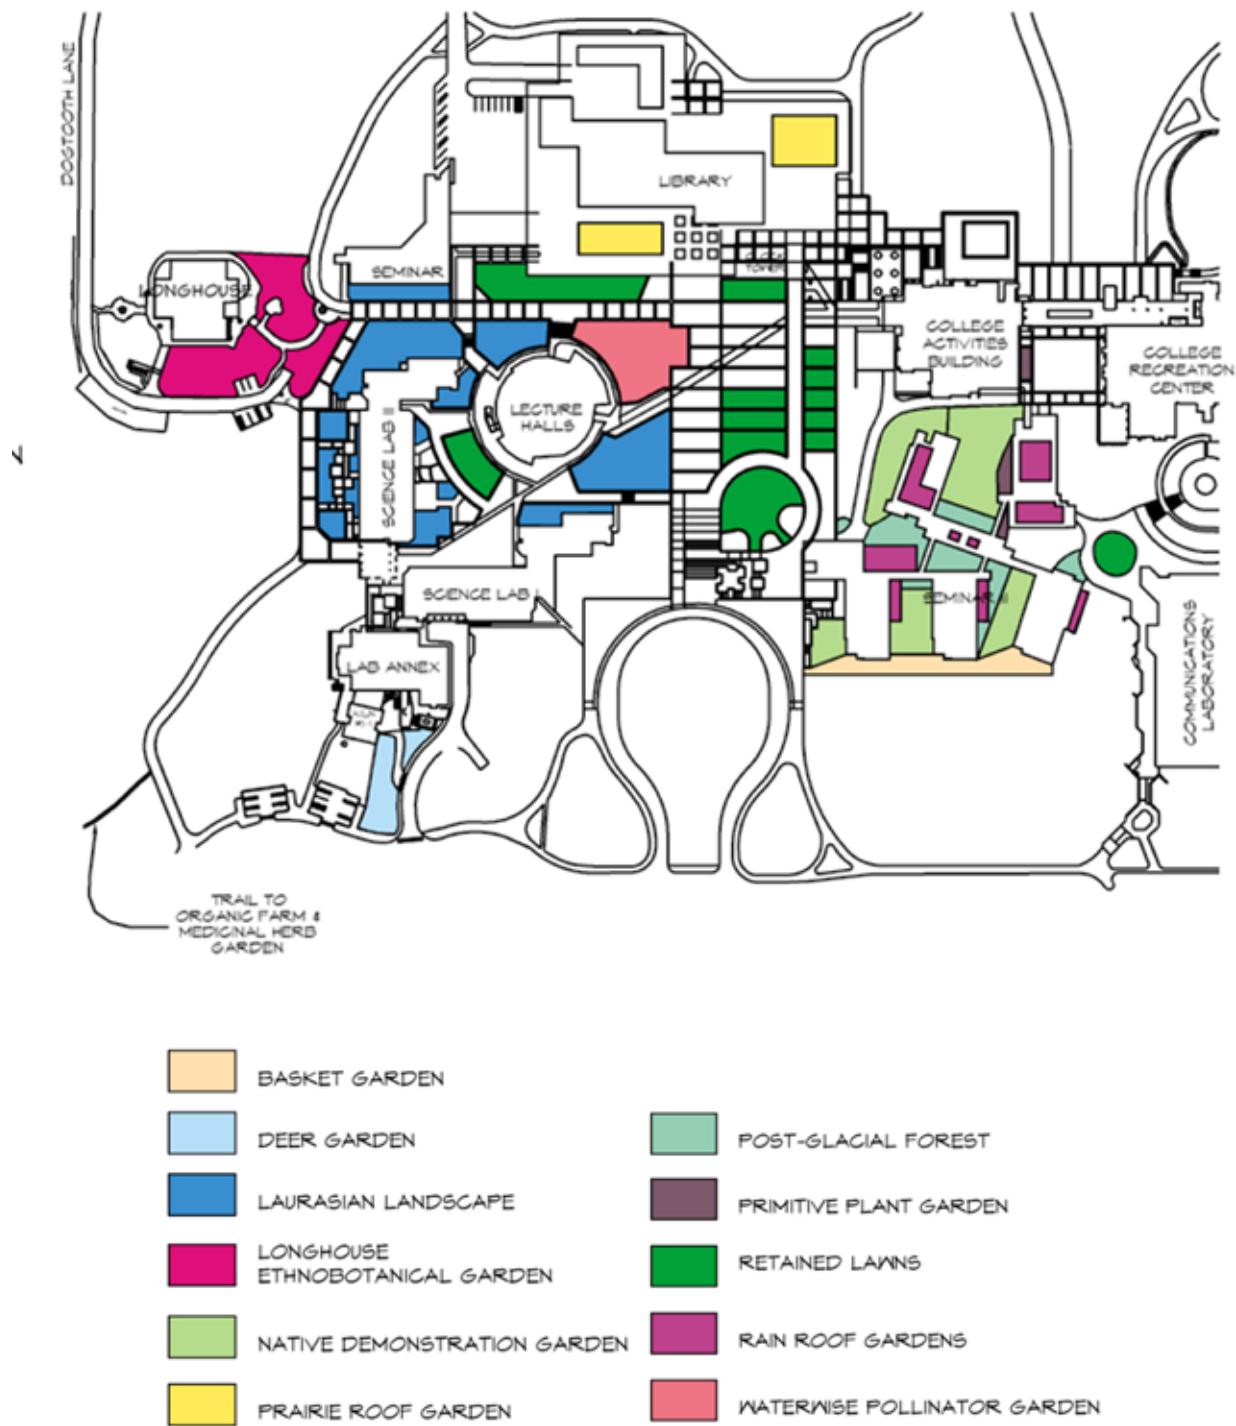 DOGTOOTH LANE
LIBRARY
SEMINAR
CLOCK
TOWER
LONGHOUSE
COLLEGE
ACTIVITIES
BUILDING
COLLEGE
RECREATION
CENTER
LECTURE
HALLS
SCIENCE LAB II
SCIENCE LAB I
SEMINAR II
LAB ANNEX
COMMUNICATIONS
LABORATORY
TRAIL TO
ORGANIC FARM &
MEDICINAL HERB
GARDEN
BASKET GARDEN
DEER GARDEN
LAURASIAN LANDSCAPE
LONGHOUSE
ETHNOBOTANICAL GARDEN
NATIVE DEMONSTRATION GARDEN
PRAIRIE ROOF GARDEN
POST-GLACIAL FOREST
PRIMITIVE PLANT GARDEN
RETAINED LAWNS
RAIN ROOF GARDENS
WATERWISE POLLINATOR GARDEN